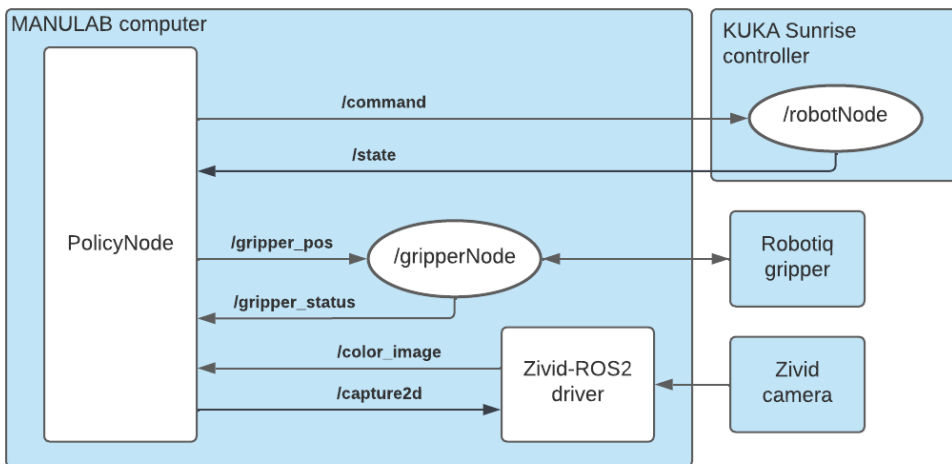 MANULAB computer
KUKA Sunrise
controller
/command
/robotNode
/state
PolicyNode
/gripper_pos
/gripperNode
Robotiq
gripper
/gripper_status
/color_image
Zivid-ROS2
driver
Zivid
camera
/capture2d